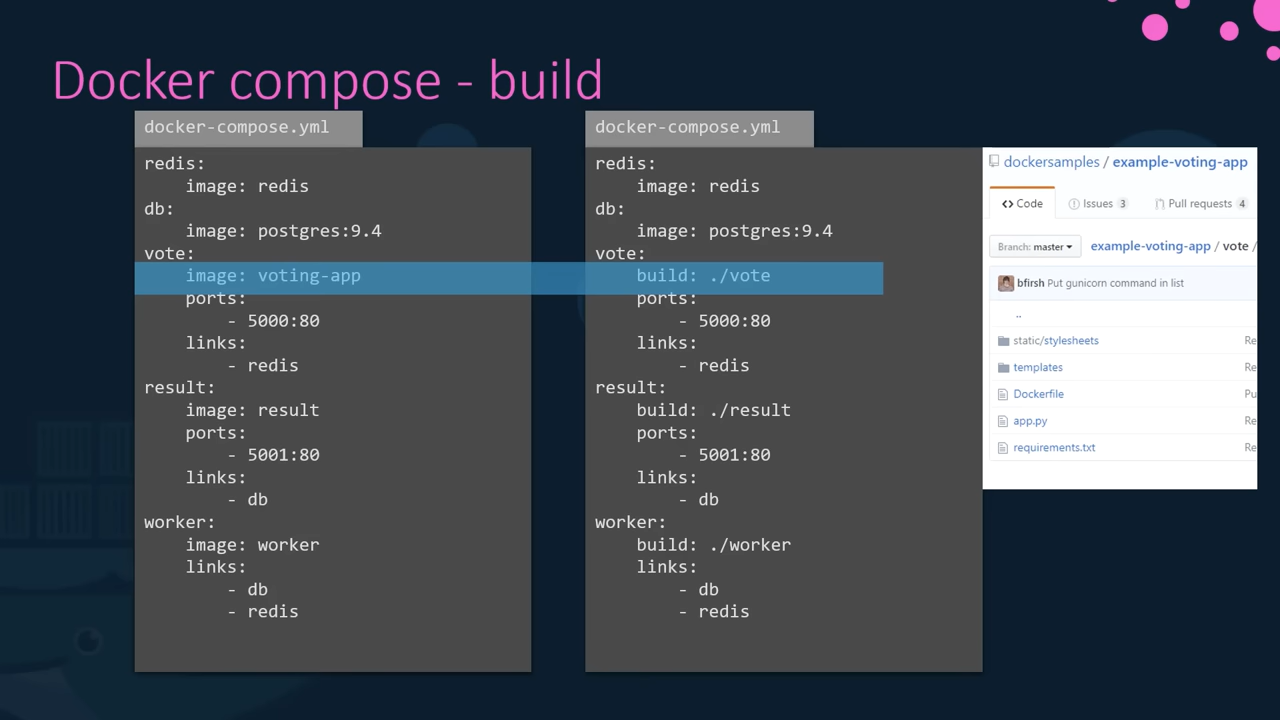 Docker compose - build
docker-compose.yml
redis:
    image: redis
db:
    image: postgres:9.4
vote:
    image: voting-app
    ports:
        - 5000:80
    links:
        - redis
result:
    image: result
    ports:
        - 5001:80
    links:
        - db
worker:
    image: worker
    links:
        - db
        - redis
docker-compose.yml
redis:
    image: redis
db:
    image: postgres:9.4
vote:
    build: ./vote
    ports:
        - 5000:80
    links:
        - redis
result:
    build: ./result
    ports:
        - 5001:80
    links:
        - db
worker:
    build: ./worker
    links:
        - db
        - redis
dockersamples / example-voting-app
<> Code Issues 3 Pull requests 4
Branch: master example-voting-app / vote /
bfirsh Put gunicorn command in list
..
static/stylesheets Re
templates Re
Dockerfile Pu
app.py Re
requirements.txt Re